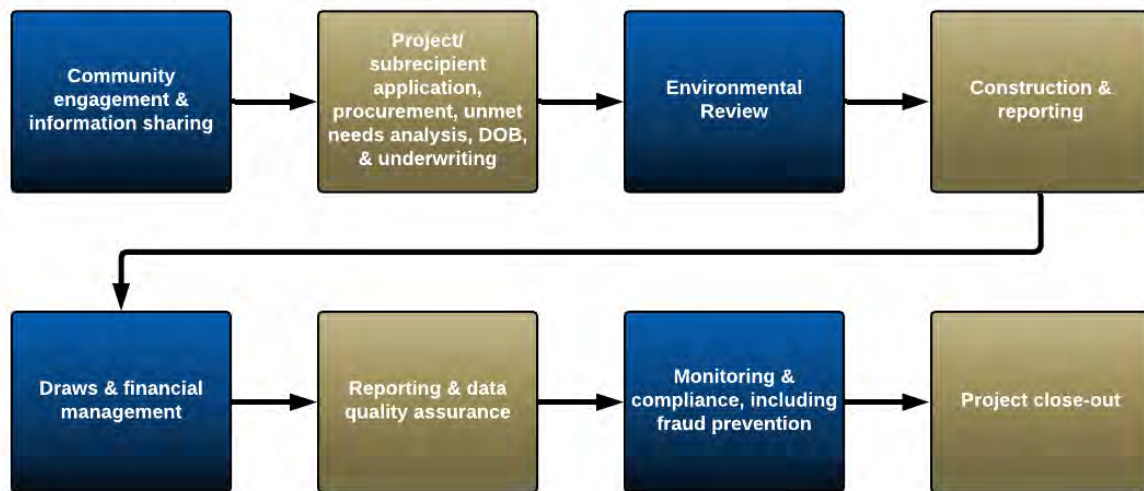 Community
engagement &
information sharing
Project/
subrecipient
application,
procurement, unmet
needs analysis, DOB,
& underwriting
Environmental
Review
Construction &
reporting
Draws & financial
management
Reporting & data
quality assurance
Monitoring &
compliance, including
fraud prevention
Project close-out